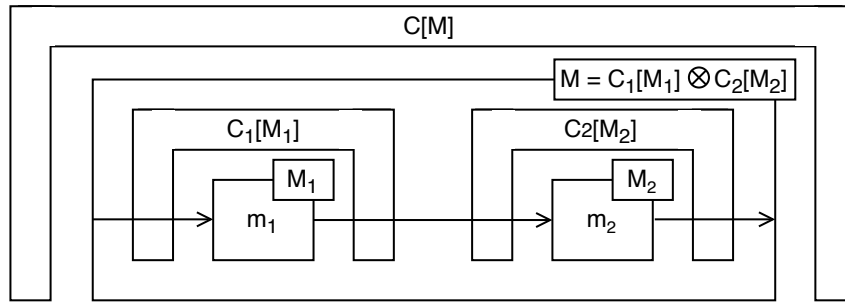 C[M]
M = C₁[M₁] ⊗ C₂[M₂]
C₁[M₁]
C2[M₂]
M₁
M₂
m₁
m₂